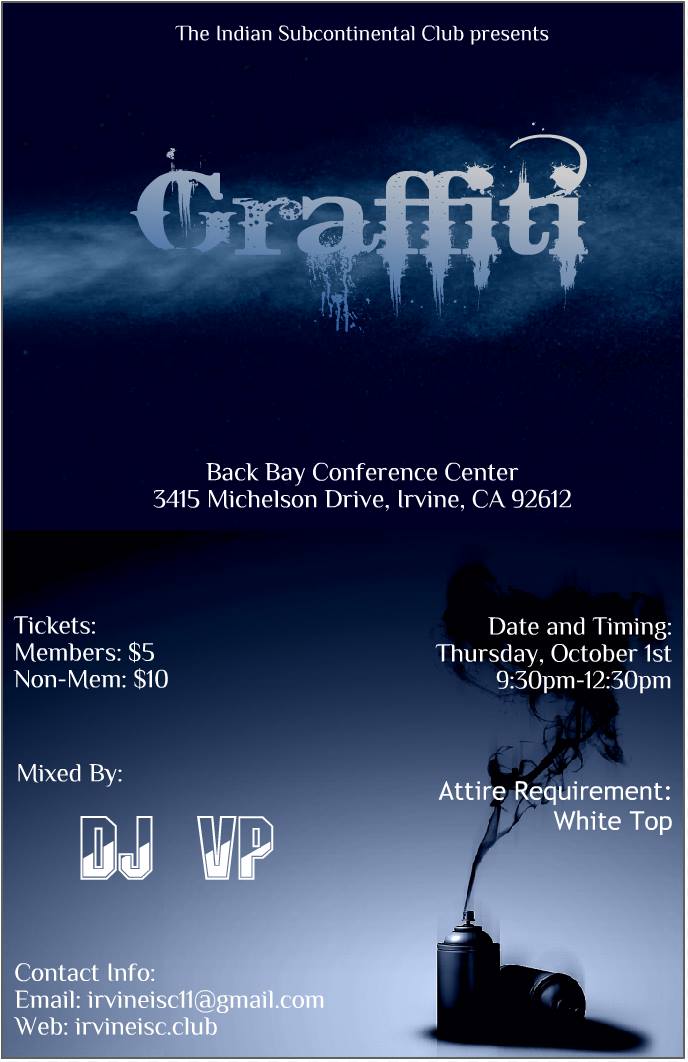 The Indian Subcontinental Club presents
Graffiti
Back Bay Conference Center
3415 Michelson Drive, Irvine, CA 92612
Tickets:
Members: $5
Non-Mem: $10
Date and Timing:
Thursday, October 1st
9:30pm-12:30pm
Mixed By:
DJ VP
Attire Requirement:
White Top
Contact Info:
Email: irvineisc11@gmail.com
Web: irvineisc.club